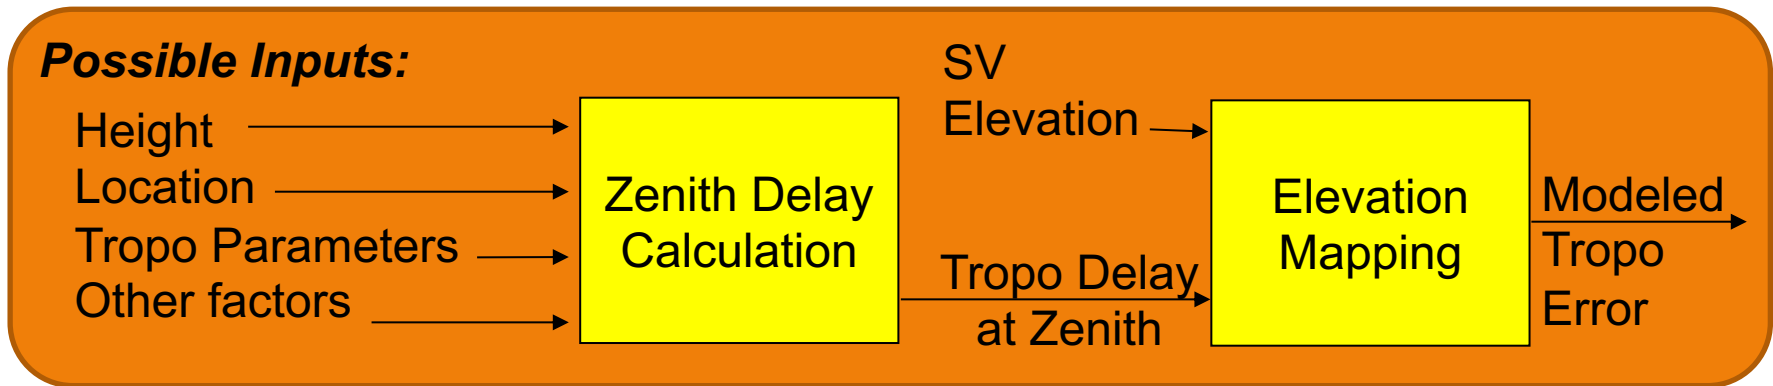 Possible Inputs:
Height
Location
Tropo Parameters
Other factors
Zenith Delay
Calculation
SV
Elevation
Tropo Delay
at Zenith
Elevation
Mapping
Modeled
Tropo
Error